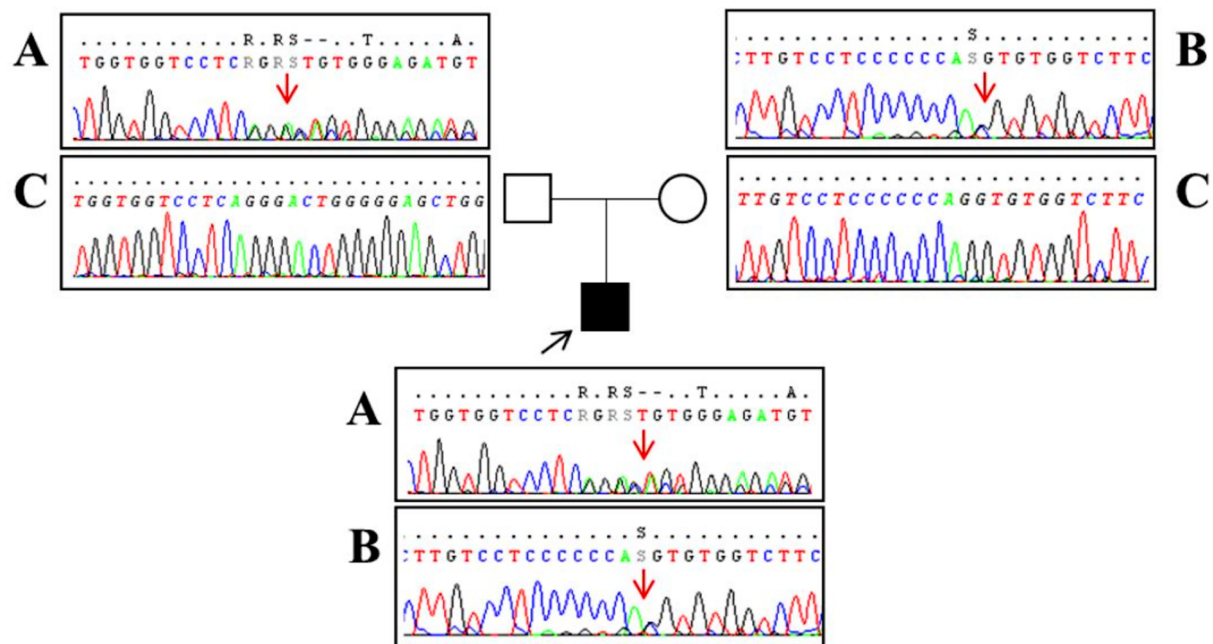 A
...........R.RS--..T.....A.
TGGTGGTCCTCRGRSTGTGGGAGATGT
B
...............S...........
:TTGTCCTCCCCCCASGTGTGGTCTTC
C
.............................
TGGTGGTCCTCAGGGACTGGGGGAGCTGG
C
..........................
TTGTCCTCCCCCCAGGTGTGGTCTTC
A
...........R.RS--..T.....A.
TGGTGGTCCTCRGRSTGTGGGAGATGT
B
...............S...........
:TTGTCCTCCCCCCASGTGTGGTCTTC